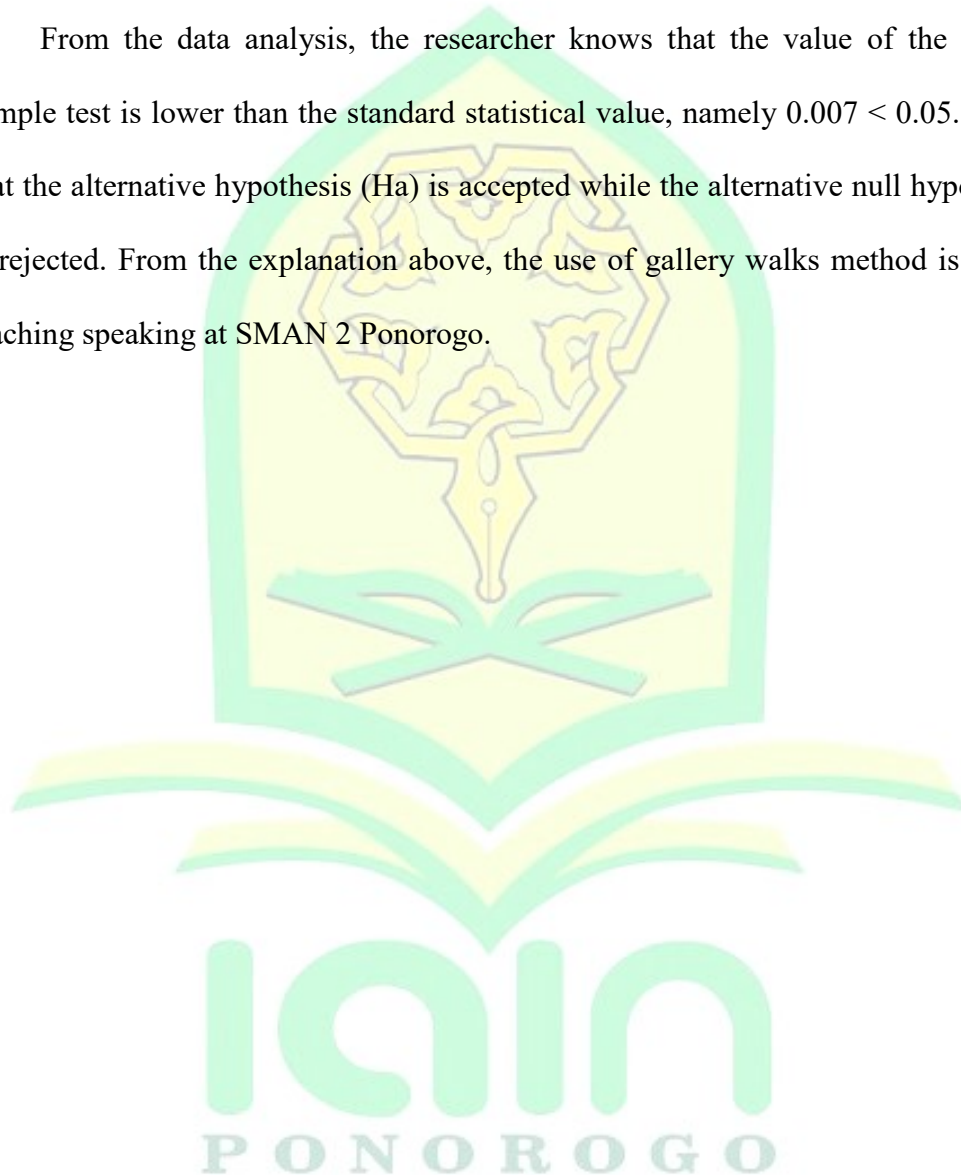 From the data analysis, the researcher knows that the value of the
mple test is lower than the standard statistical value, namely 0.007 < 0.05.
at the alternative hypothesis (Ha) is accepted while the alternative null hypo
rejected. From the explanation above, the use of gallery walks method is
aching speaking at SMAN 2 Ponorogo.
iain
PONOROGO